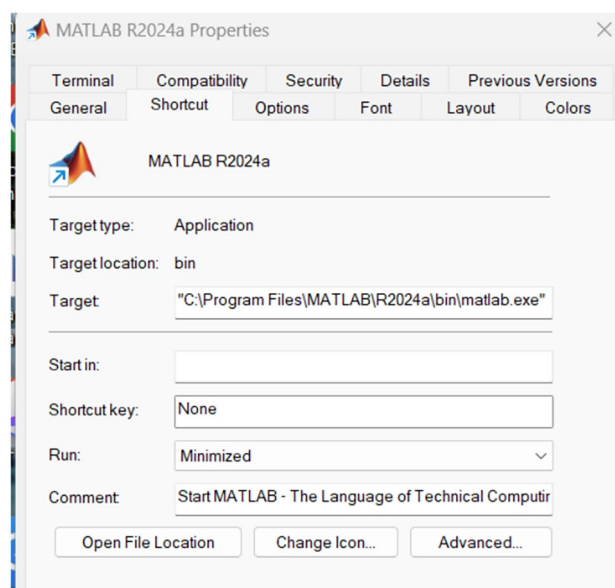 MATLAB R2024a Properties
Terminal Compatibility Security Details Previous Versions
General Shortcut Options Font Layout Colors
MATLAB R2024a
Target type: Application
Target location: bin
Target: "C:\Program Files\MATLAB\R2024a\bin\matlab.exe"
Start in:
Shortcut key: None
Run: Minimized
Comment: Start MATLAB - The Language of Technical Computin
Open File Location Change Icon... Advanced...